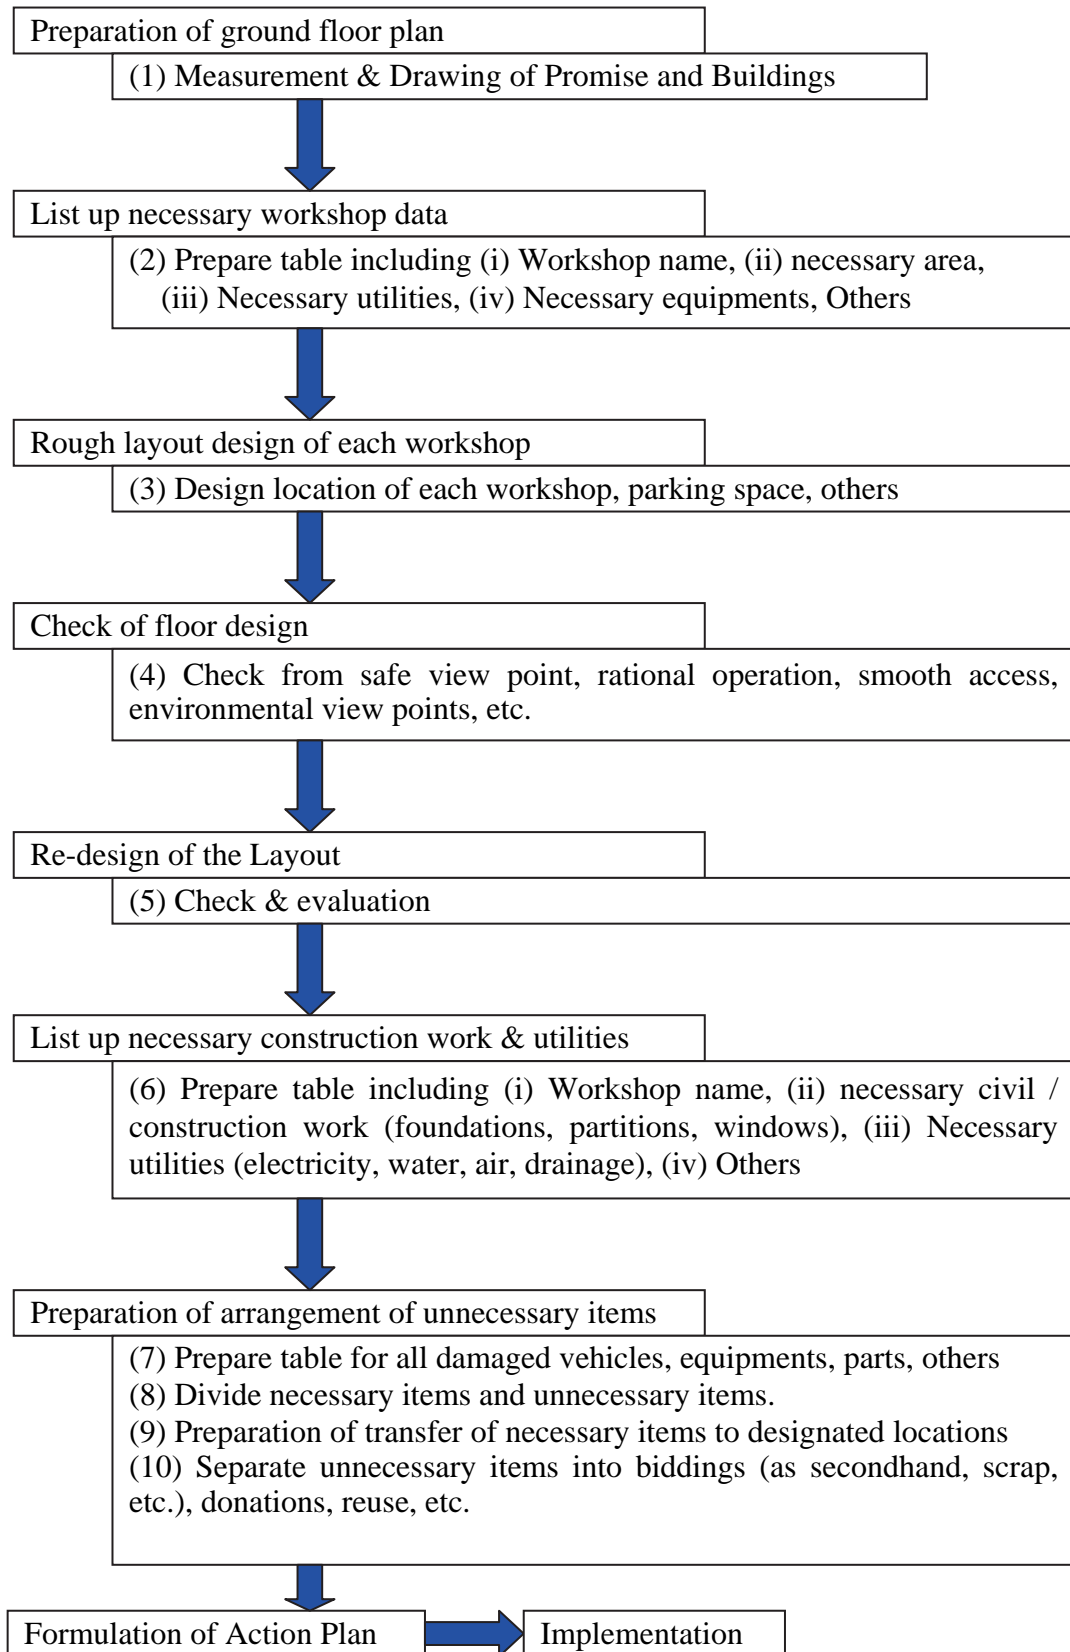 Preparation of ground floor plan
(1) Measurement & Drawing of Promise and Buildings
List up necessary workshop data
(2) Prepare table including (i) Workshop name, (ii) necessary area,
(iii) Necessary utilities, (iv) Necessary equipments, Others
Rough layout design of each workshop
(3) Design location of each workshop, parking space, others
Check of floor design
(4) Check from safe view point, rational operation, smooth access,
environmental view points, etc.
Re-design of the Layout
(5) Check & evaluation
List up necessary construction work & utilities
(6) Prepare table including (i) Workshop name, (ii) necessary civil /
construction work (foundations, partitions, windows), (iii) Necessary
utilities (electricity, water, air, drainage), (iv) Others
Preparation of arrangement of unnecessary items
(7) Prepare table for all damaged vehicles, equipments, parts, others
(8) Divide necessary items and unnecessary items.
(9) Preparation of transfer of necessary items to designated locations
(10) Separate unnecessary items into biddings (as secondhand, scrap,
etc.), donations, reuse, etc.
Formulation of Action Plan
Implementation